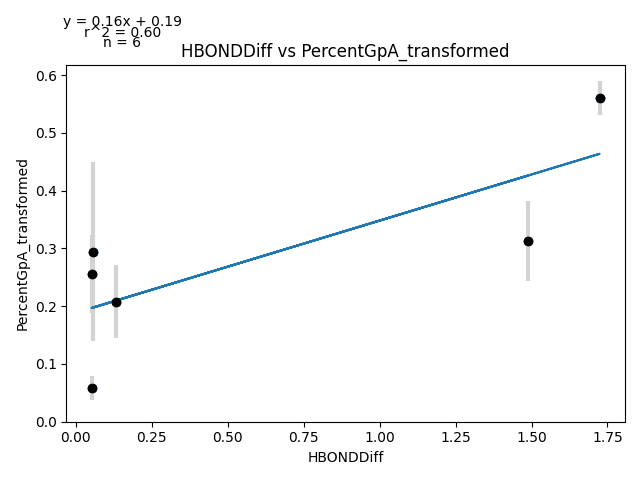 y = 0.16x + 0.19
r^2 = 0.60
n = 6
HBONDDiff vs PercentGpA_transformed
0.6
0.5
0.4
0.3
0.2
0.1
0.0
PercentGpA_transformed
0.00 0.25 0.50 0.75 1.00 1.25 1.50 1.75
HBONDDiff